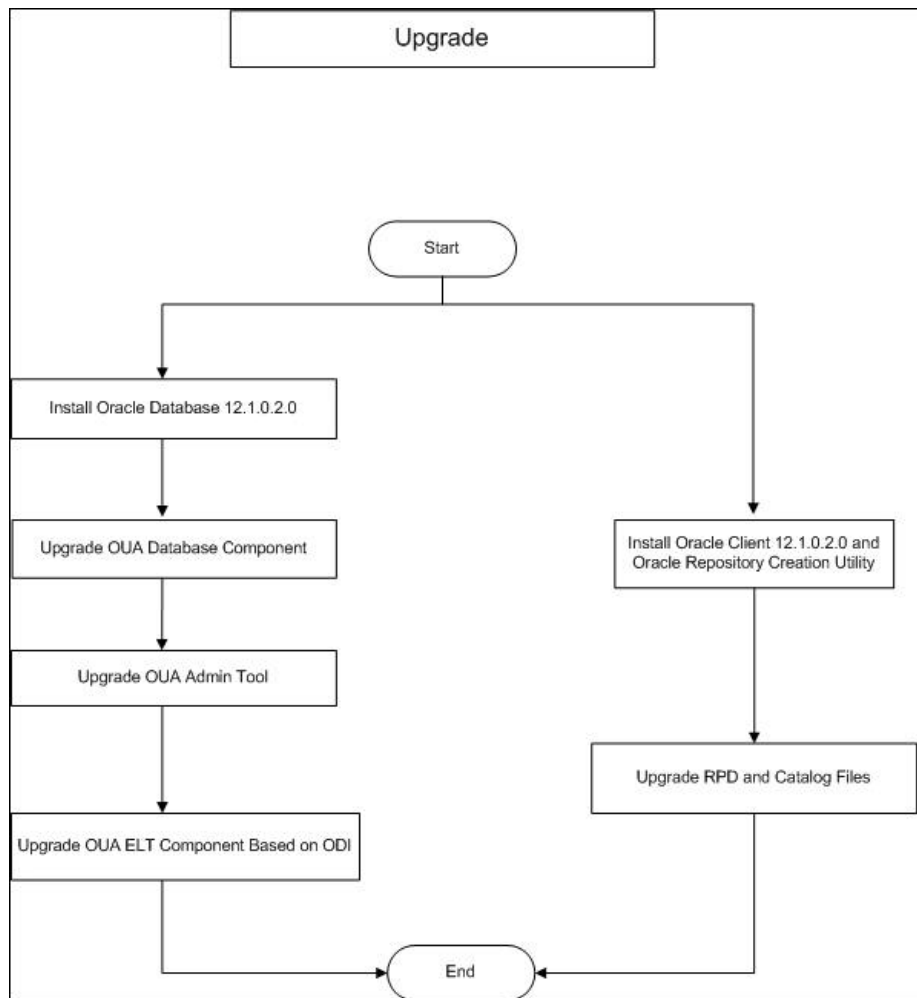 Upgrade
Start
Install Oracle Database 12.1.0.2.0
Upgrade OUA Database Component
Upgrade OUA Admin Tool
Upgrade OUA ELT Component Based on ODI
Install Oracle Client 12.1.0.2.0 and
Oracle Repository Creation Utility
Upgrade RPD and Catalog Files
End